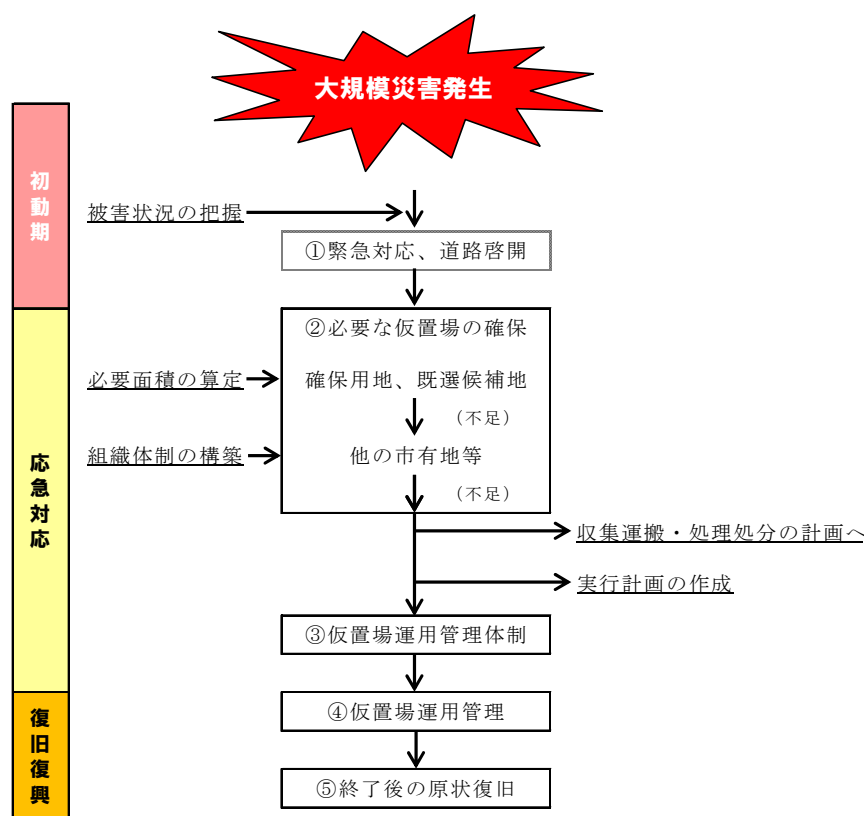 大規模災害発生
初動期
被害状況の把握
①緊急対応、道路啓開
応急対応
②必要な仮置場の確保
必要面積の算定
確保用地、既選候補地
（不足）
組織体制の構築
他の市有地等
（不足）
収集運搬・処理処分の計画へ
実行計画の作成
③仮置場運用管理体制
復旧復興
④仮置場運用管理
⑤終了後の原状復旧